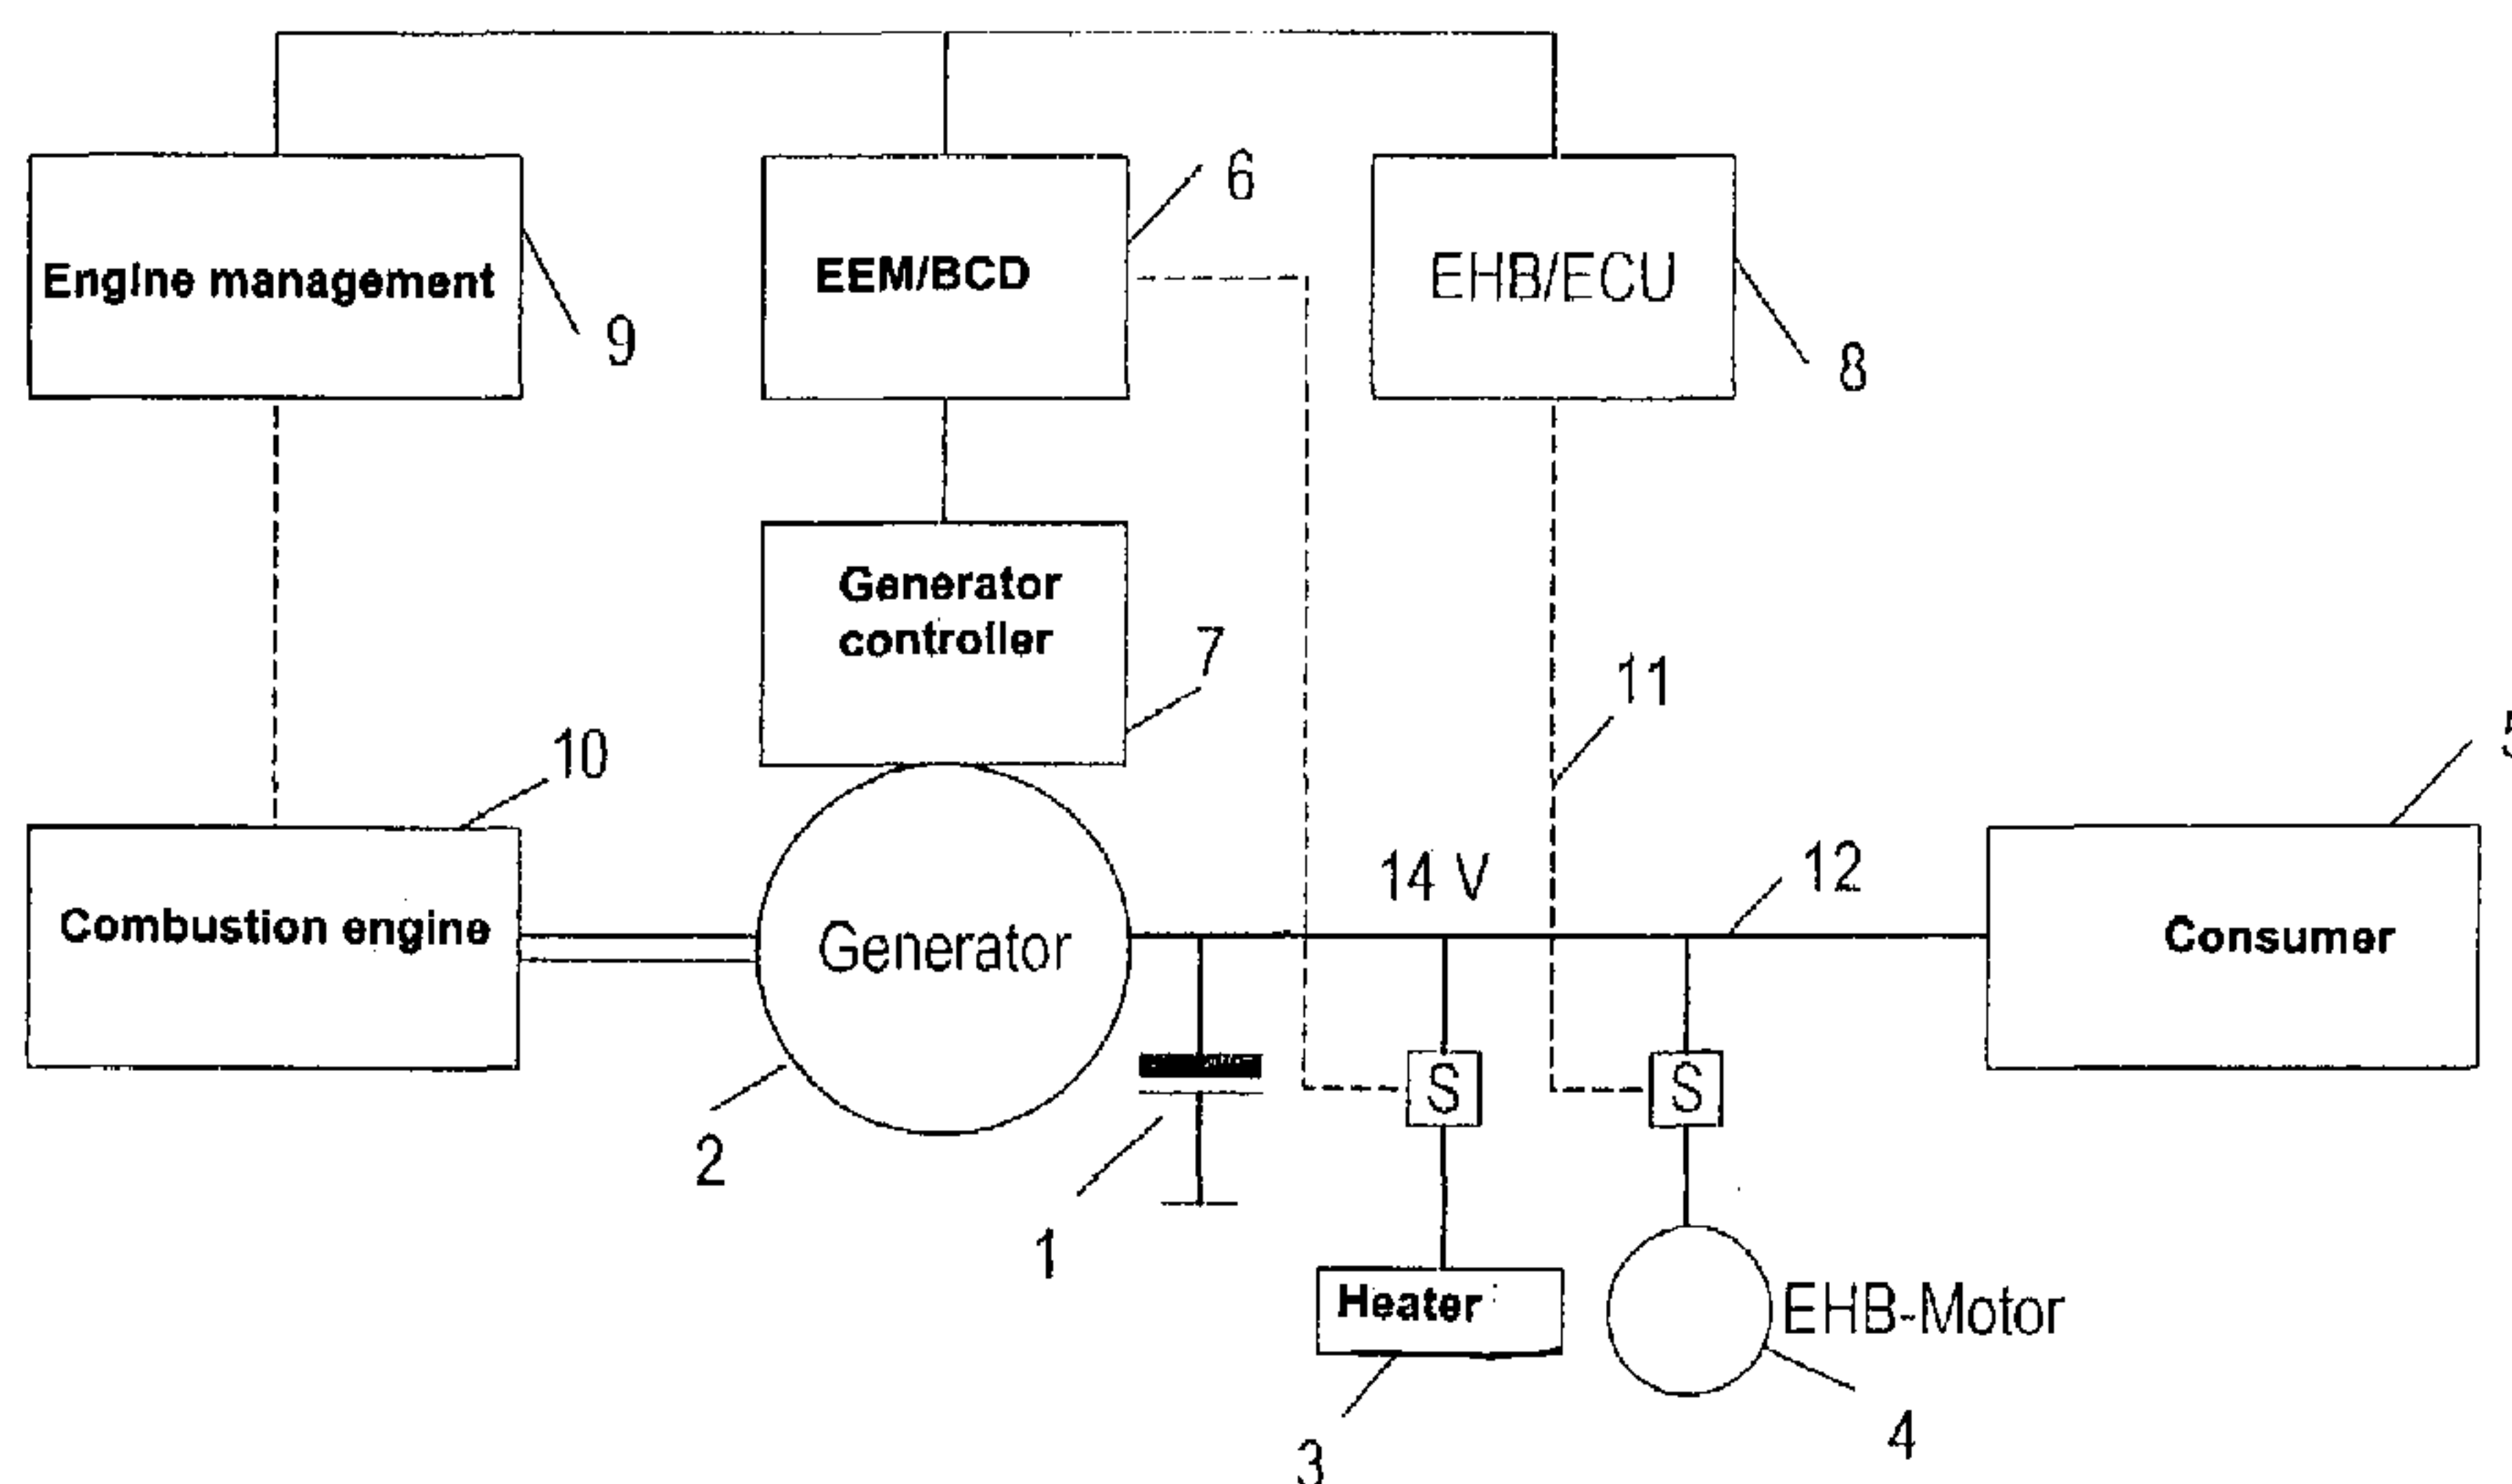 6
Engine management
EEM/BCD
EHB/ECU
9
8
Generator
controller
7
11
10
5
14 V
12
Combustion engine
Generator
Consumer
S
S
2
1
Heater
EHB-Motor
3
4